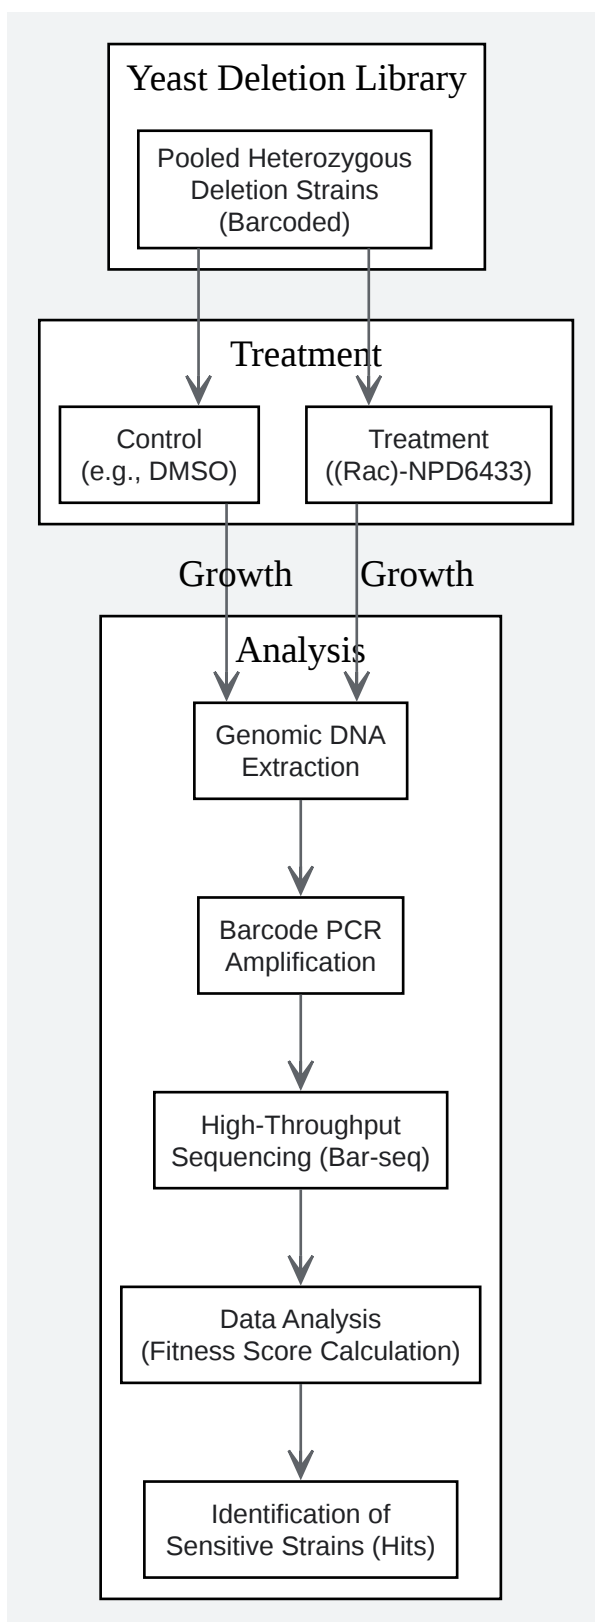 Yeast Deletion Library
Pooled Heterozygous
Deletion Strains
(Barcoded)
Treatment
Control
(e.g., DMSO)
Treatment
((Rac)-NPD6433)
Growth
Growth
Analysis
Genomic DNA
Extraction
Barcode PCR
Amplification
High-Throughput
Sequencing (Bar-seq)
Data Analysis
(Fitness Score Calculation)
Identification of
Sensitive Strains (Hits)